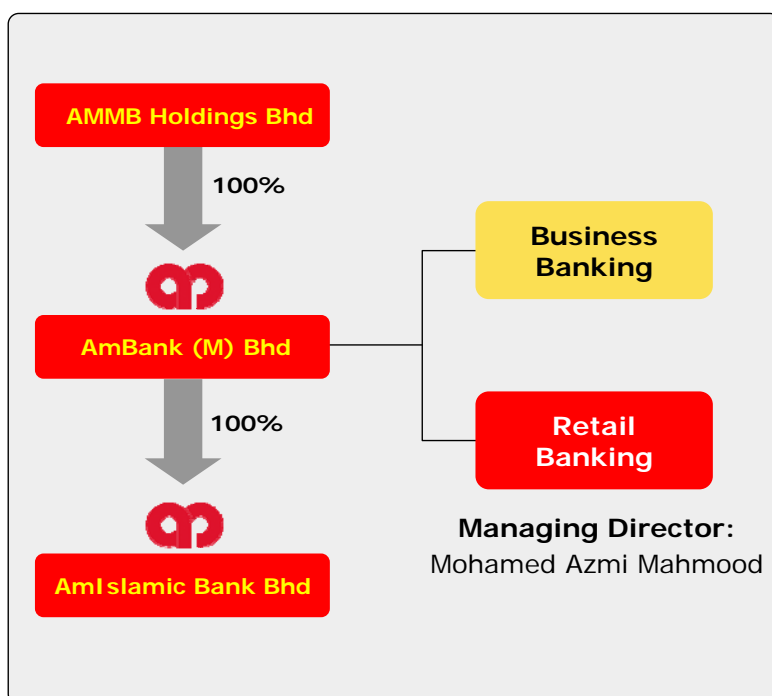 AMMB Holdings Bhd
100%
AmBank (M) Bhd
100%
AmIslamic Bank Bhd
Business
Banking
Retail
Banking
Managing Director:
Mohamed Azmi Mahmood